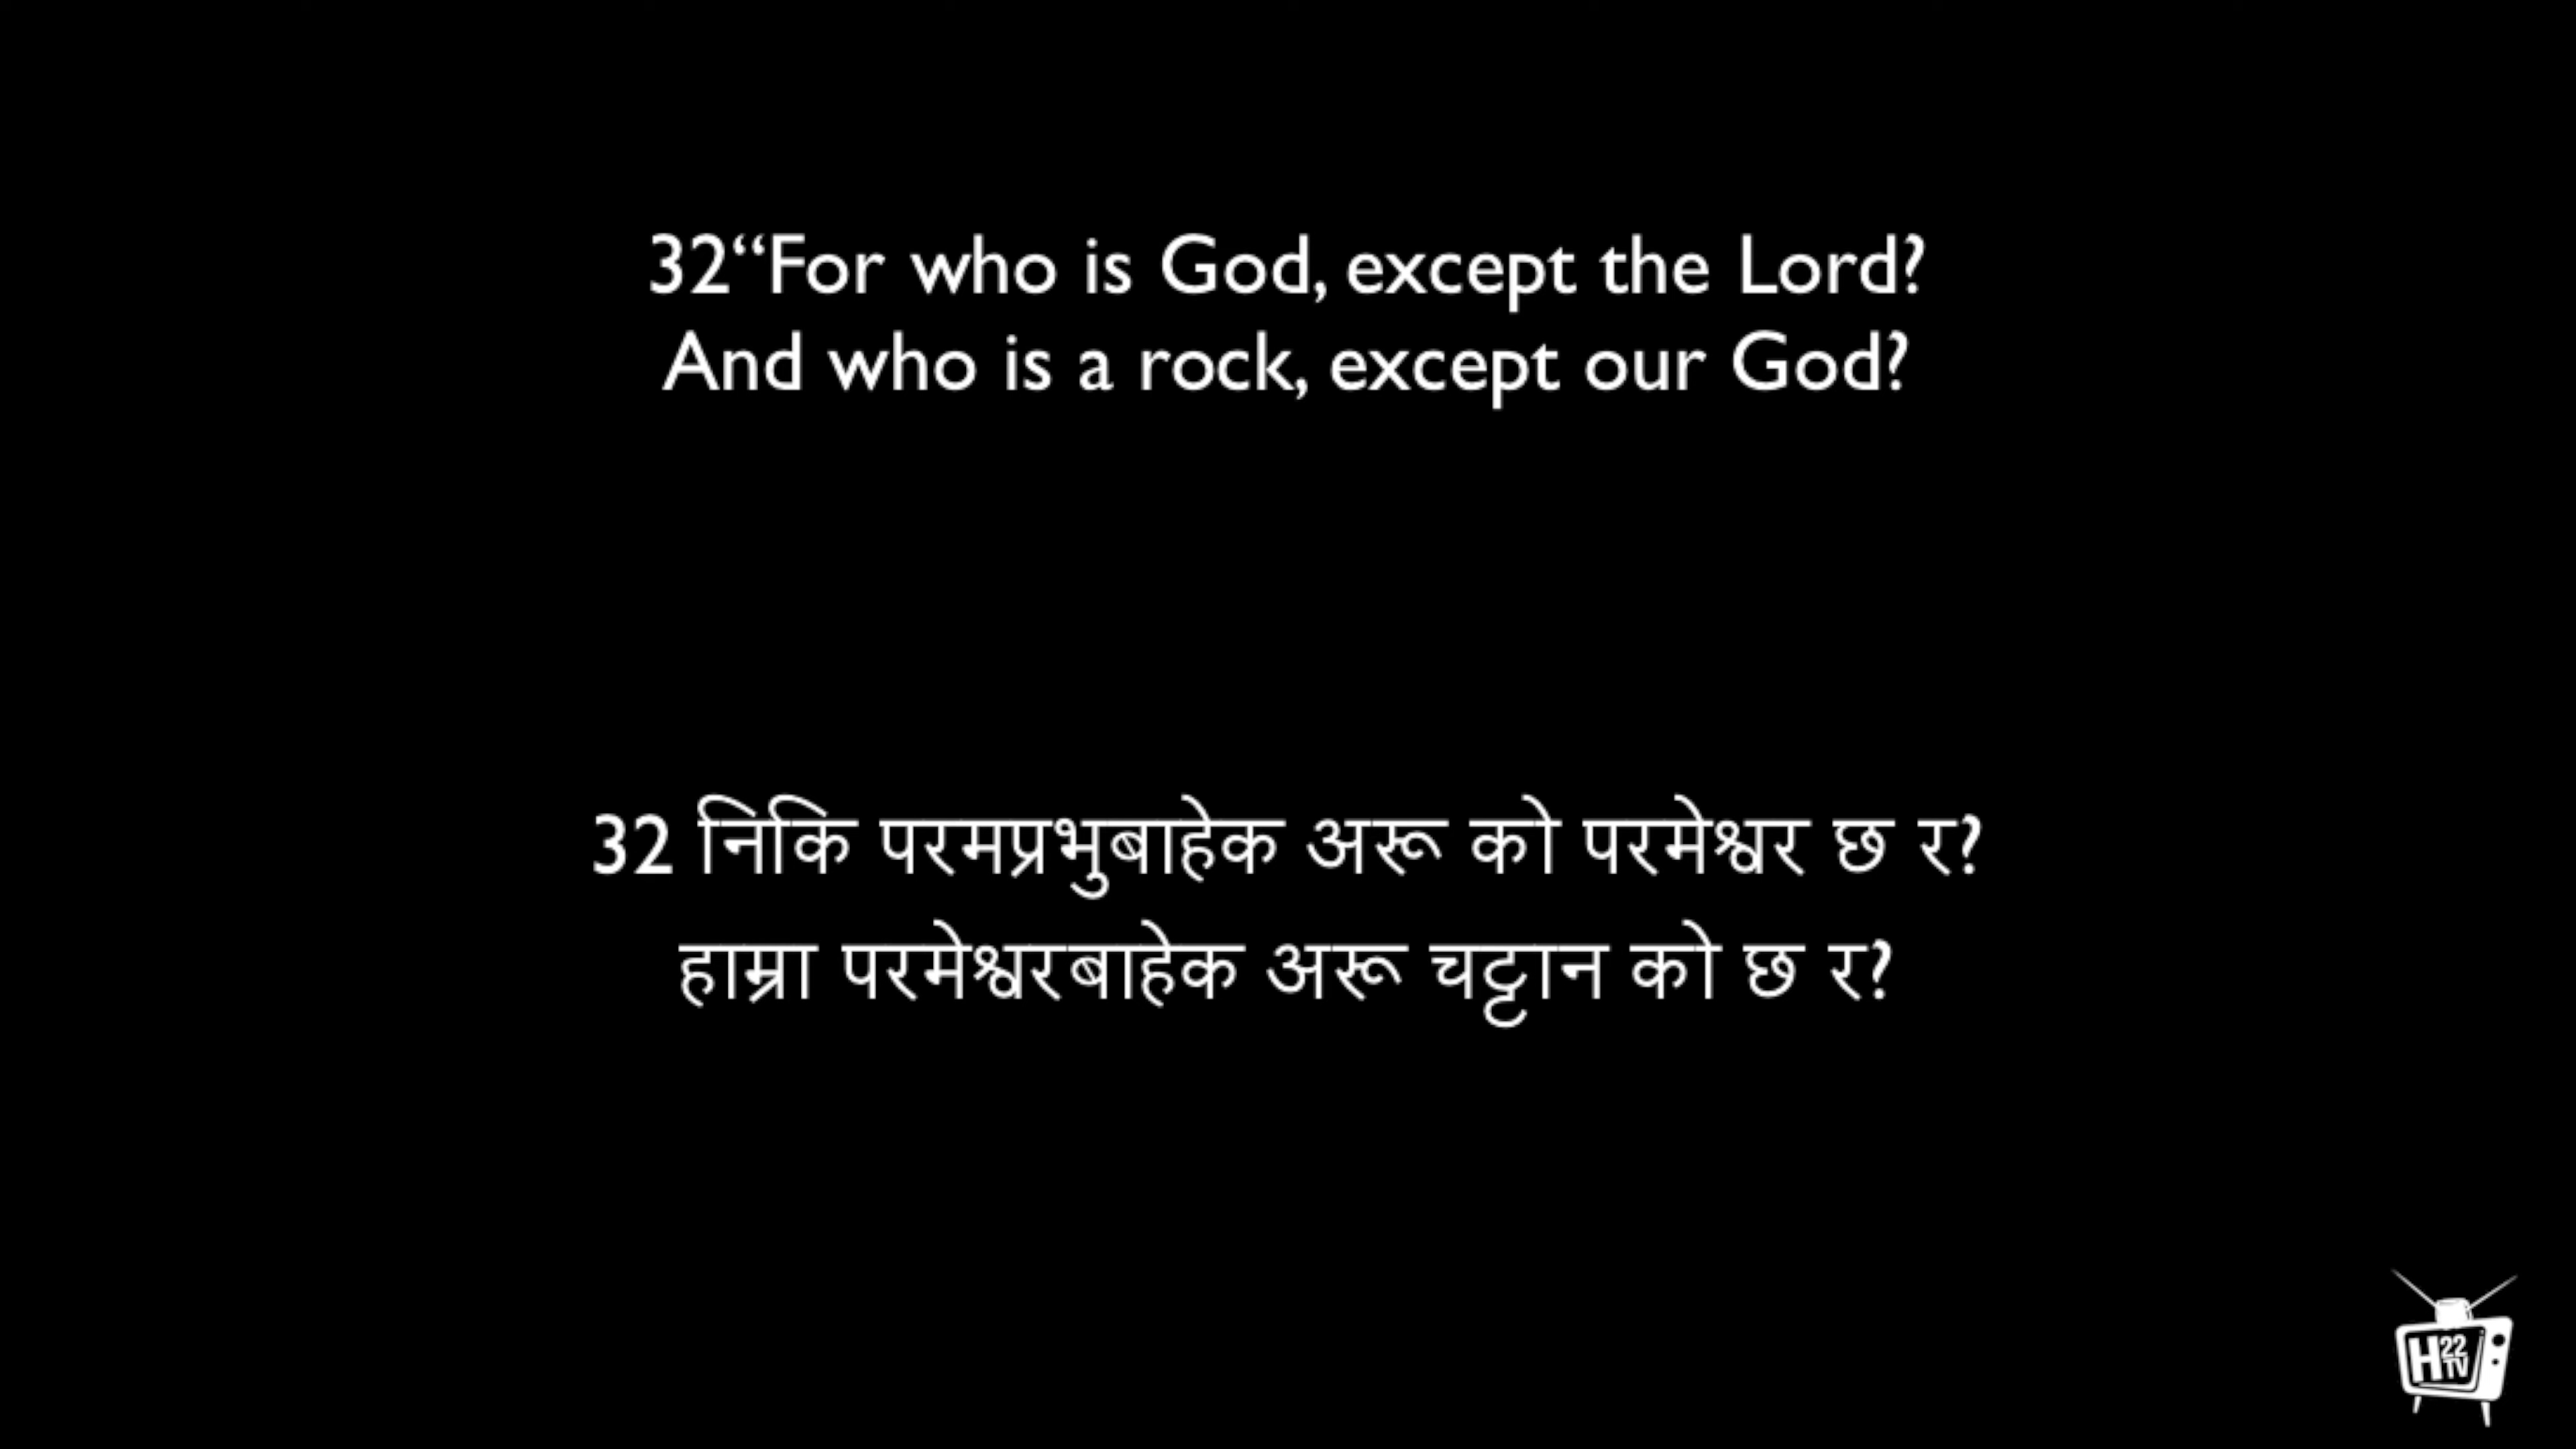 32“For who is God, except the Lord?
And who is a rock, except our God?
32 निकि परमप्रभुबाहेक अरू को परमेश्वर छ र?
हाम्रा परमेश्वरबाहेक अरू चट्टान को छ र?
H22TV